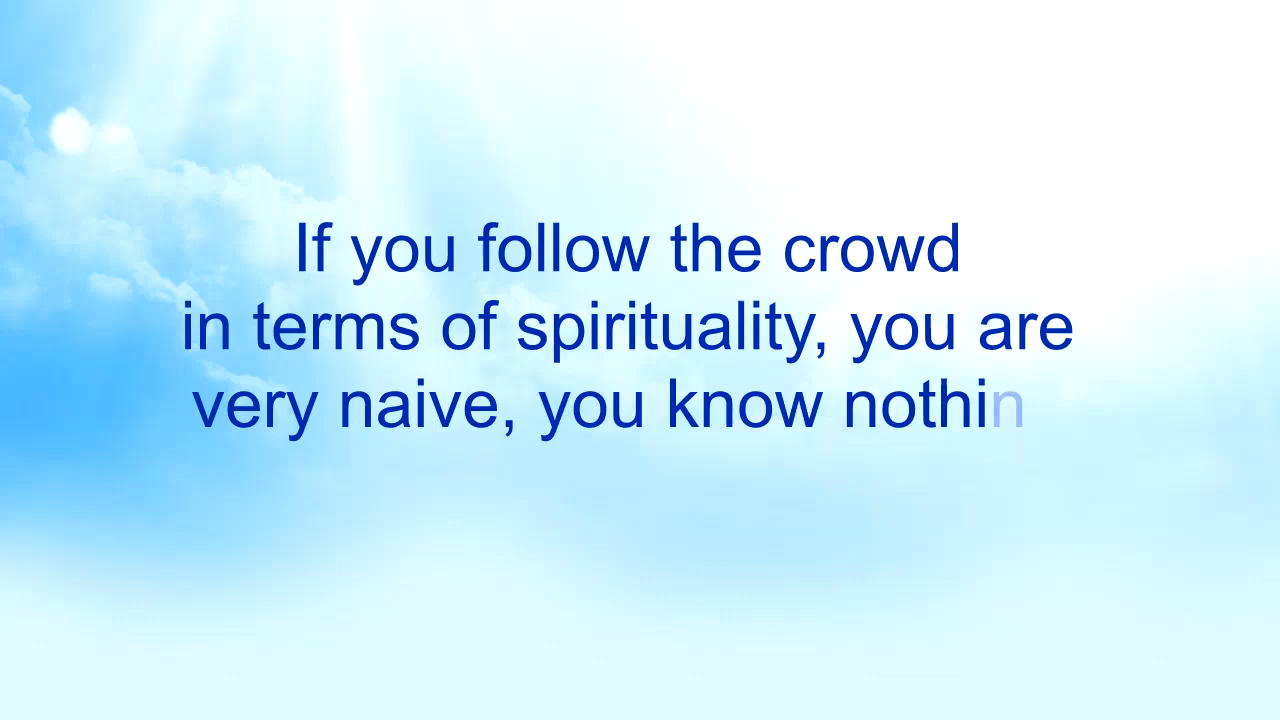 If you follow the crowd
in terms of spirituality, you are
very naive, you know nothin